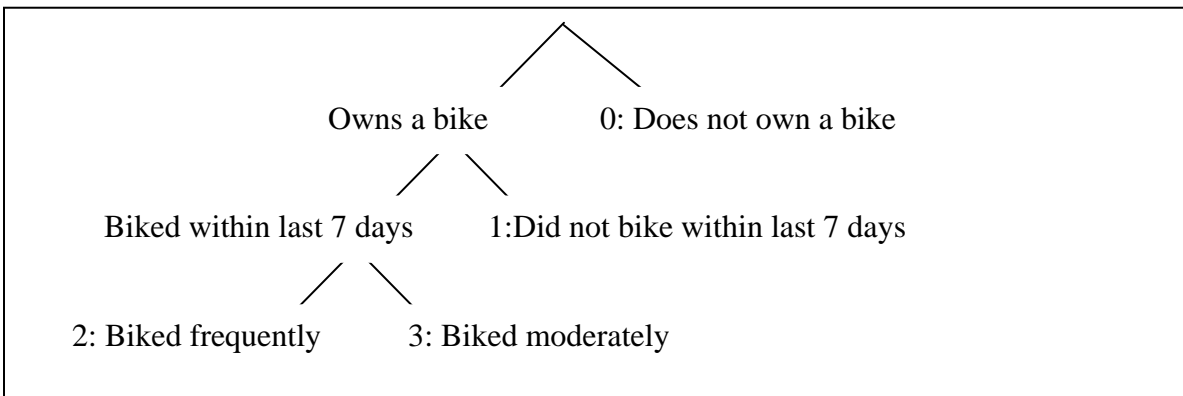 Owns a bike 0: Does not own a bike
Biked within last 7 days 1:Did not bike within last 7 days
2: Biked frequently 3: Biked moderately